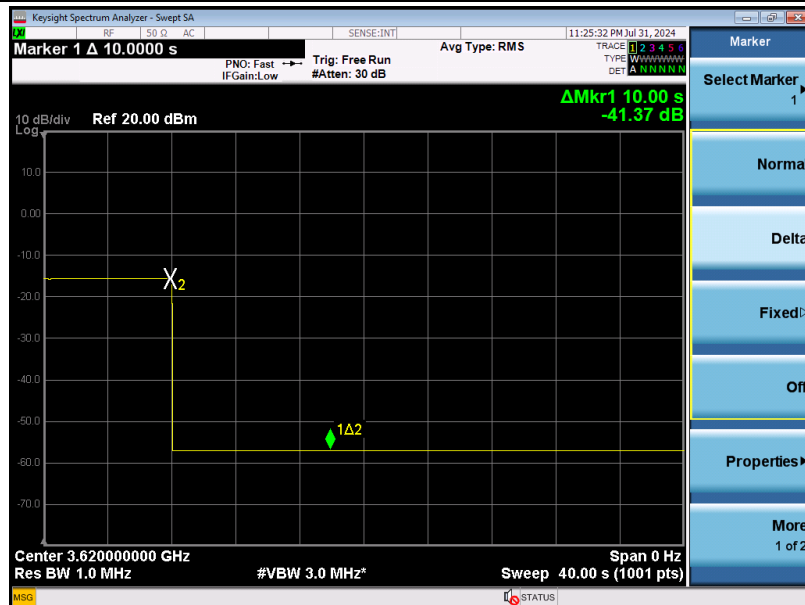 Keysight Spectrum Analyzer - Swept SA
LXI
RF
50 Ω
AC
SENSE:INT
11:25:32 PM Jul 31, 2024
Marker 1 Δ 10.0000 s
PNO: Fast
IFGain:Low
Trig: Free Run
#Atten: 30 dB
Avg Type: RMS
TRACE 1 2 3 4 5 6
TYPE WWWWWW
DET A N N N N N
ΔMkr1 10.00 s
-41.37 dB
10 dB/div
Ref 20.00 dBm
Log
10.0
0.00
-10.0
-20.0
-30.0
-40.0
-50.0
-60.0
-70.0
X2
1Δ2
Center 3.620000000 GHz
Span 0 Hz
Res BW 1.0 MHz
#VBW 3.0 MHz*
Sweep 40.00 s (1001 pts)
MSG
STATUS
Marker
Select Marker
1
Norma
Delta
Fixed
Off
Properties
More
1 of 2